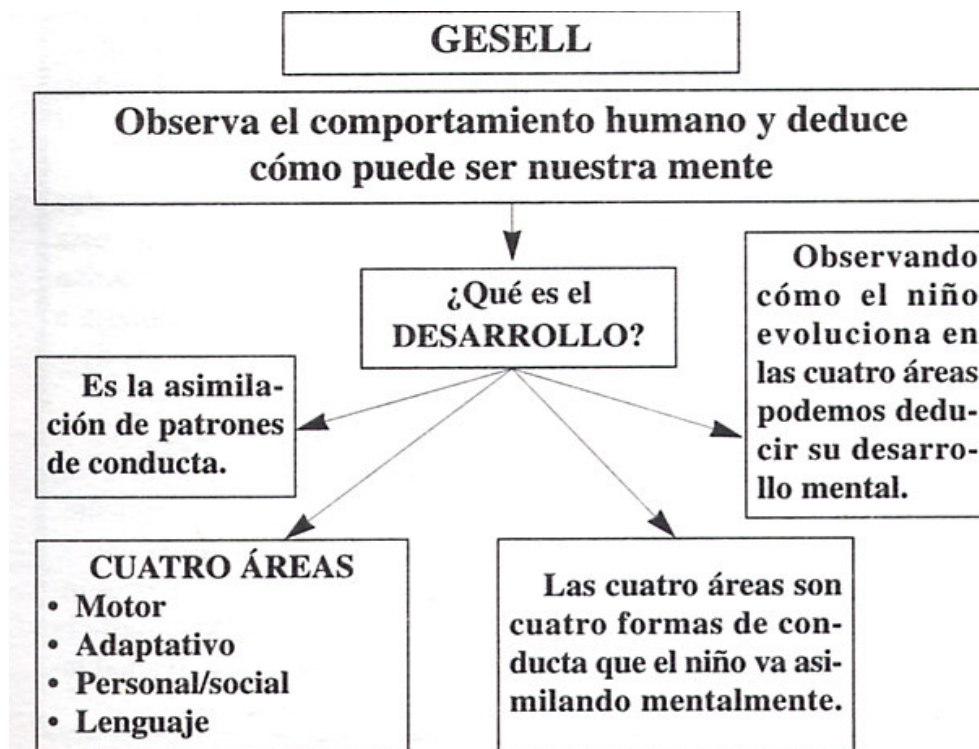 GESELL
Observa el comportamiento humano y deduce
cómo puede ser nuestra mente
¿Qué es el
DESARROLLO?
Es la asimila-
ción de patrones
de conducta.
CUATRO ÁREAS
• Motor
• Adaptativo
• Personal/social
• Lenguaje
Las cuatro áreas son
cuatro formas de con-
ducta que el niño va asi-
milando mentalmente.
Observando
cómo el niño
evoluciona en
las cuatro áreas
podemos dedu-
cir su desarro-
llo mental.